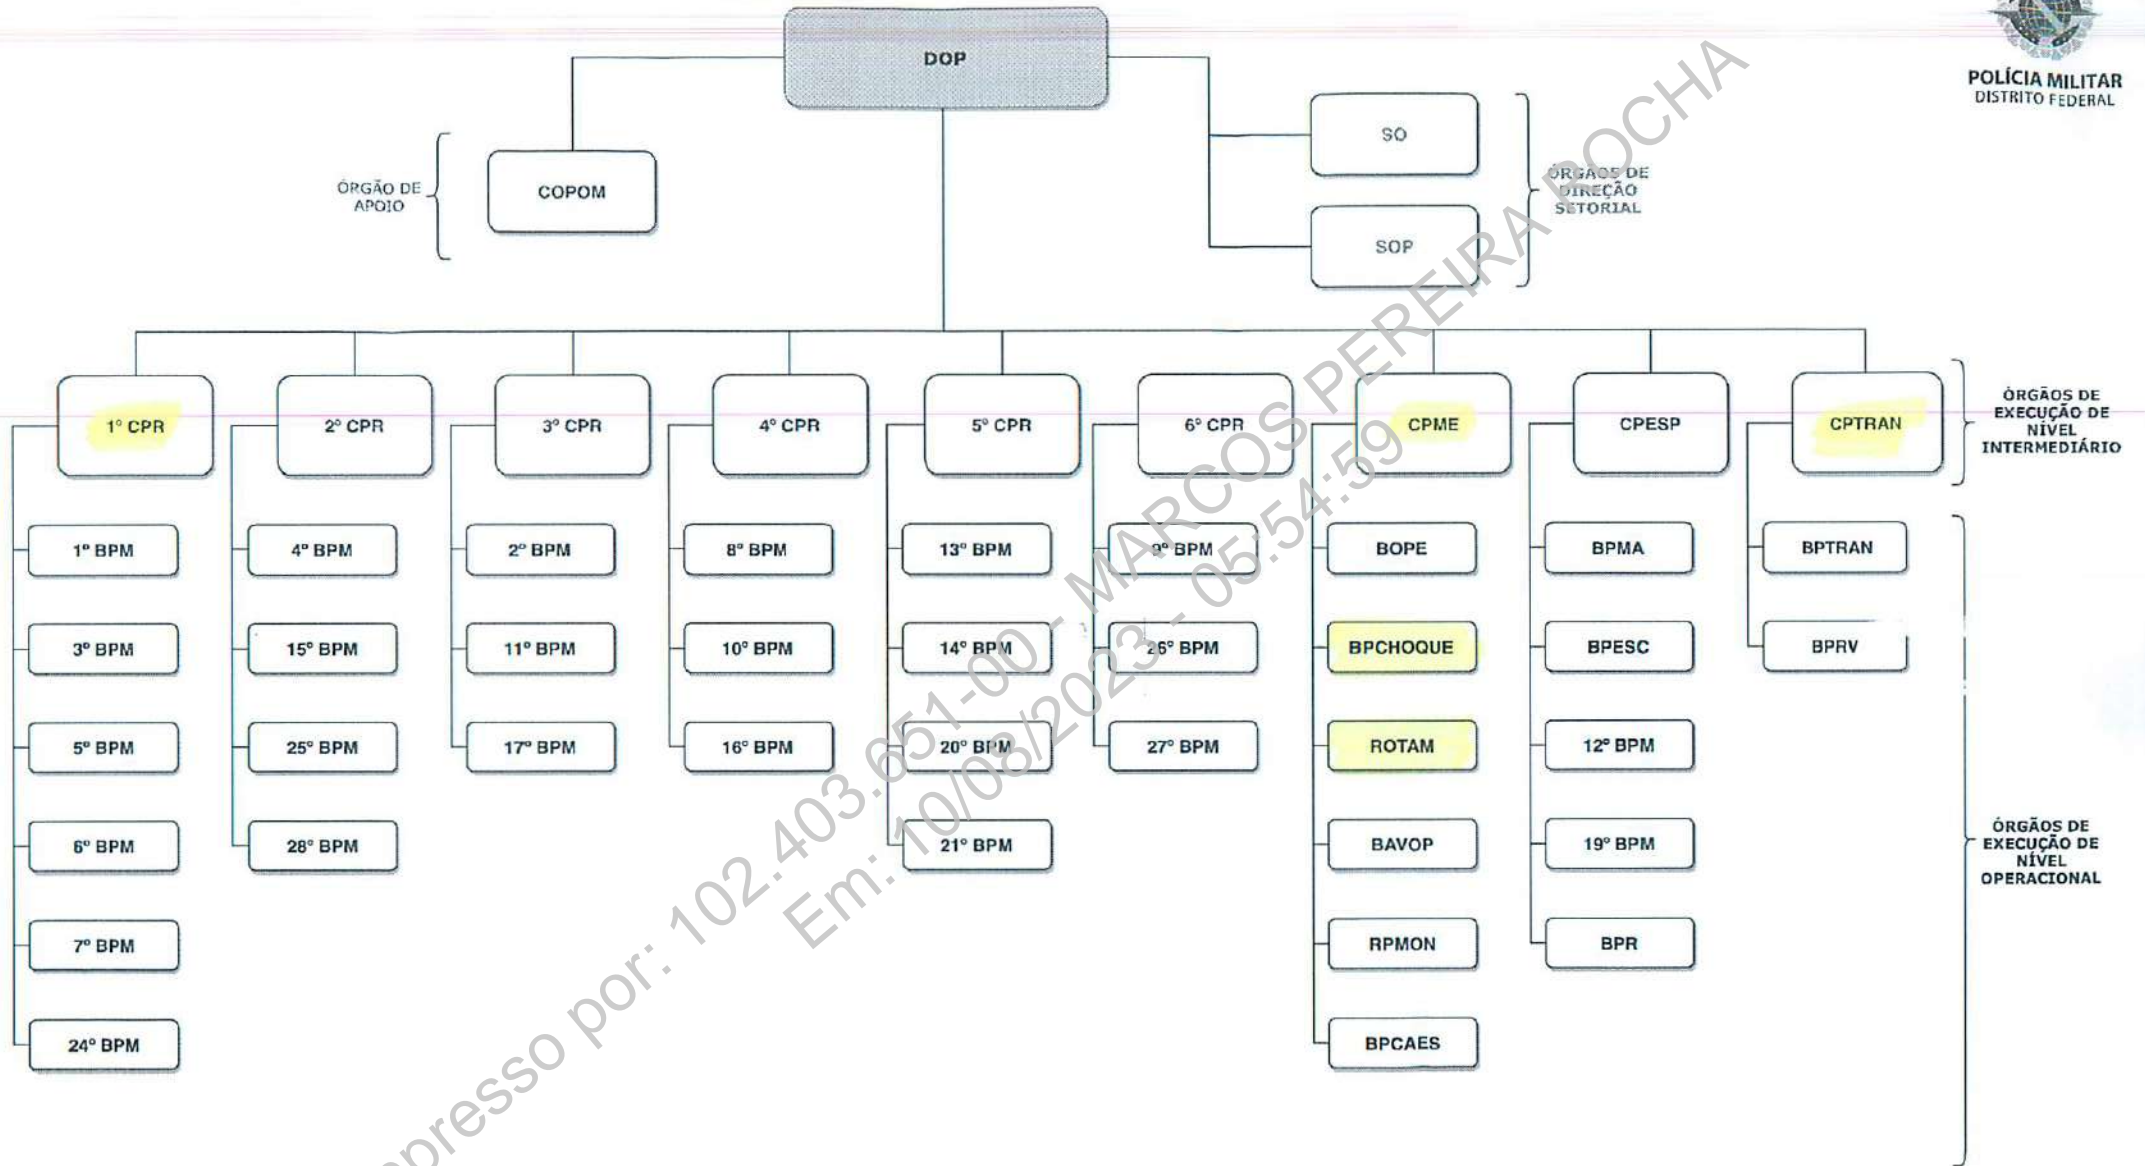 DOP
POLÍCIA MILITAR
DISTRITO FEDERAL
SO
ÓRGÃO DE
APOIO
COPOM
ÓRGÃOS DE
DIREÇÃO
SETORIAL
SOP
1º CPR
2º CPR
3º CPR
4º CPR
5º CPR
6º CPR
CPME
CPESP
CPTRAN
ÓRGÃOS DE
EXECUÇÃO DE
NÍVEL
INTERMEDIÁRIO
1º BPM
4º BPM
2º BPM
8º BPM
13º BPM
9º BPM
BOPE
BPMA
BPTRAN
3º BPM
15º BPM
11º BPM
10º BPM
14º BPM
26º BPM
BPCHOQUE
BPESC
BPRV
5º BPM
25º BPM
17º BPM
16º BPM
20º BPM
27º BPM
ROTAM
12º BPM
6º BPM
28º BPM
21º BPM
BAVOP
19º BPM
ÓRGÃOS DE
EXECUÇÃO DE
NÍVEL
OPERACIONAL
7º BPM
RPMON
BPR
24º BPM
BPCAES
presso por: 102.403.651-00 - MARCOS PEREIRA ROCHA
Em: 10/08/2023 - 05:54:59